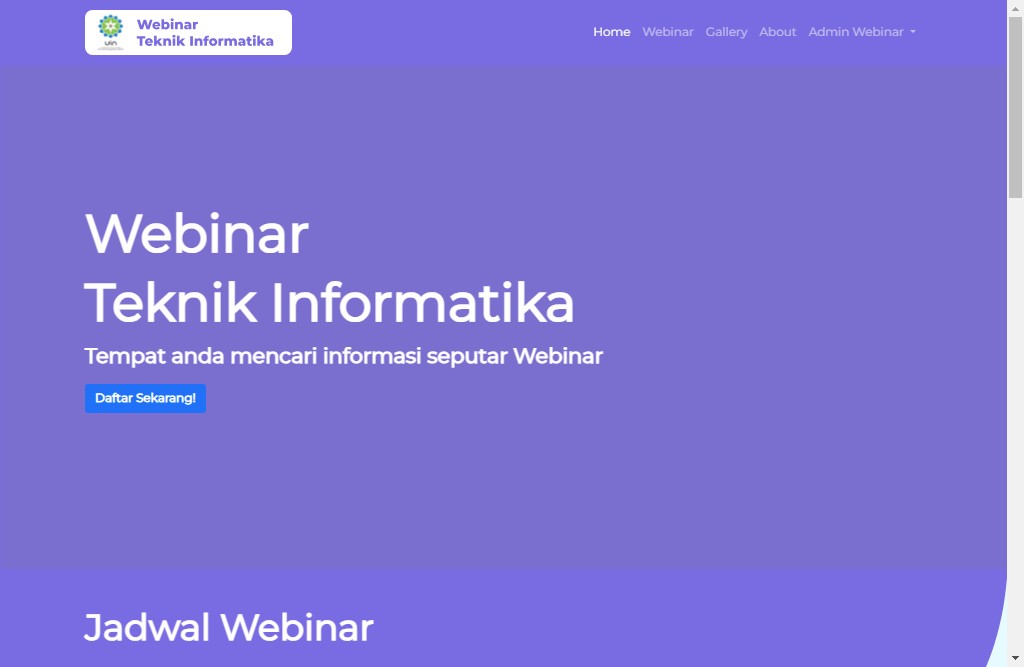 Webinar
Teknik Informatika
uin
Home Webinar Gallery About Admin Webinar
Webinar
Teknik Informatika
Tempat anda mencari informasi seputar Webinar
Daftar Sekarang!
Jadwal Webinar